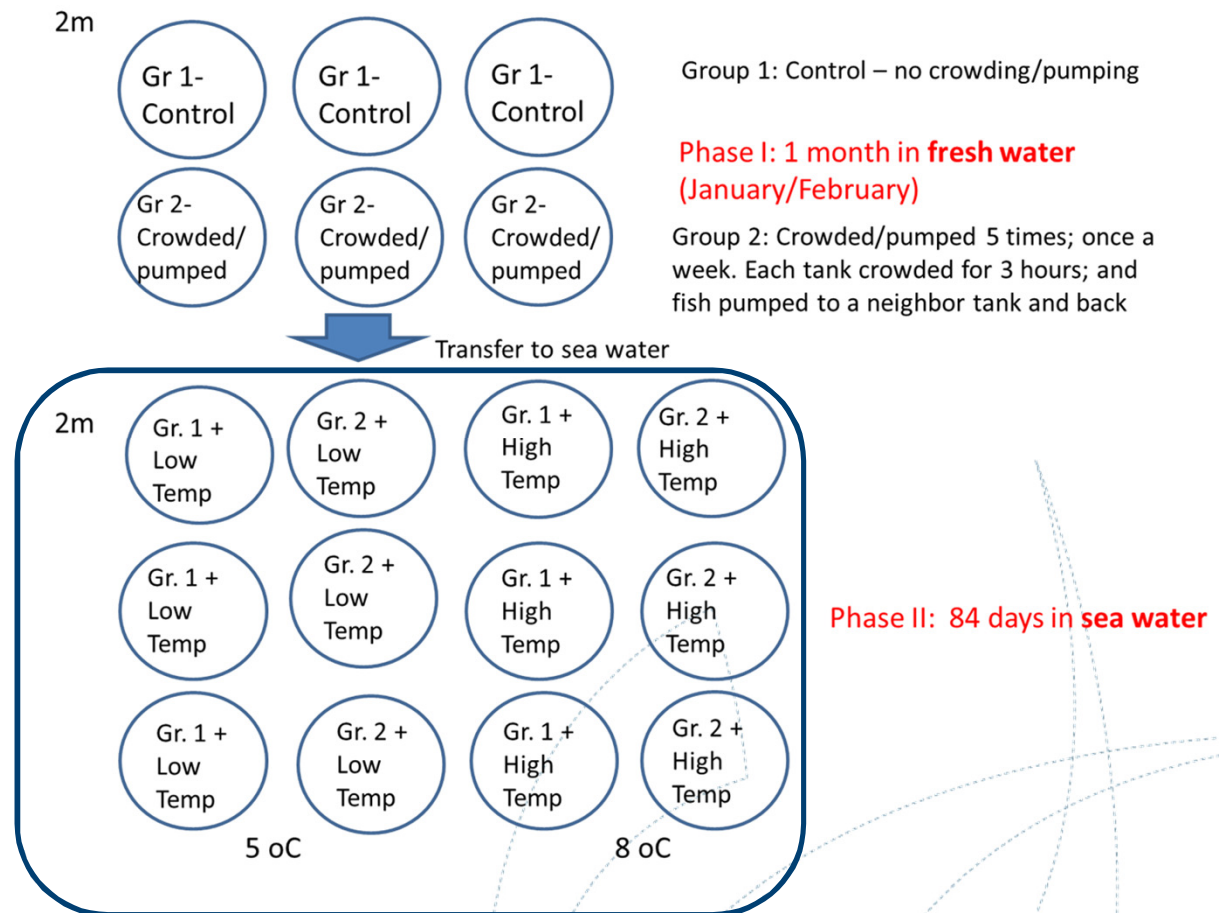 2m
Gr 1-
Control
Gr 1-
Control
Gr 1-
Control
Group 1: Control – no crowding/pumping
Phase I: 1 month in fresh water
(January/February)
Gr 2-
Crowded/
pumped
Gr 2-
Crowded/
pumped
Gr 2-
Crowded/
pumped
Group 2: Crowded/pumped 5 times; once a
week. Each tank crowded for 3 hours; and
fish pumped to a neighbor tank and back
Transfer to sea water
2m
Gr. 1 +
Low
Temp
Gr. 2 +
Low
Temp
Gr. 1 +
High
Temp
Gr. 2 +
High
Temp
Gr. 1 +
Low
Temp
Gr. 2 +
Low
Temp
Gr. 1 +
High
Temp
Gr. 2 +
High
Temp
Phase II:  84 days in sea water
Gr. 1 +
Low
Temp
Gr. 2 +
Low
Temp
Gr. 1 +
High
Temp
Gr. 2 +
High
Temp
5 oC
8 oC